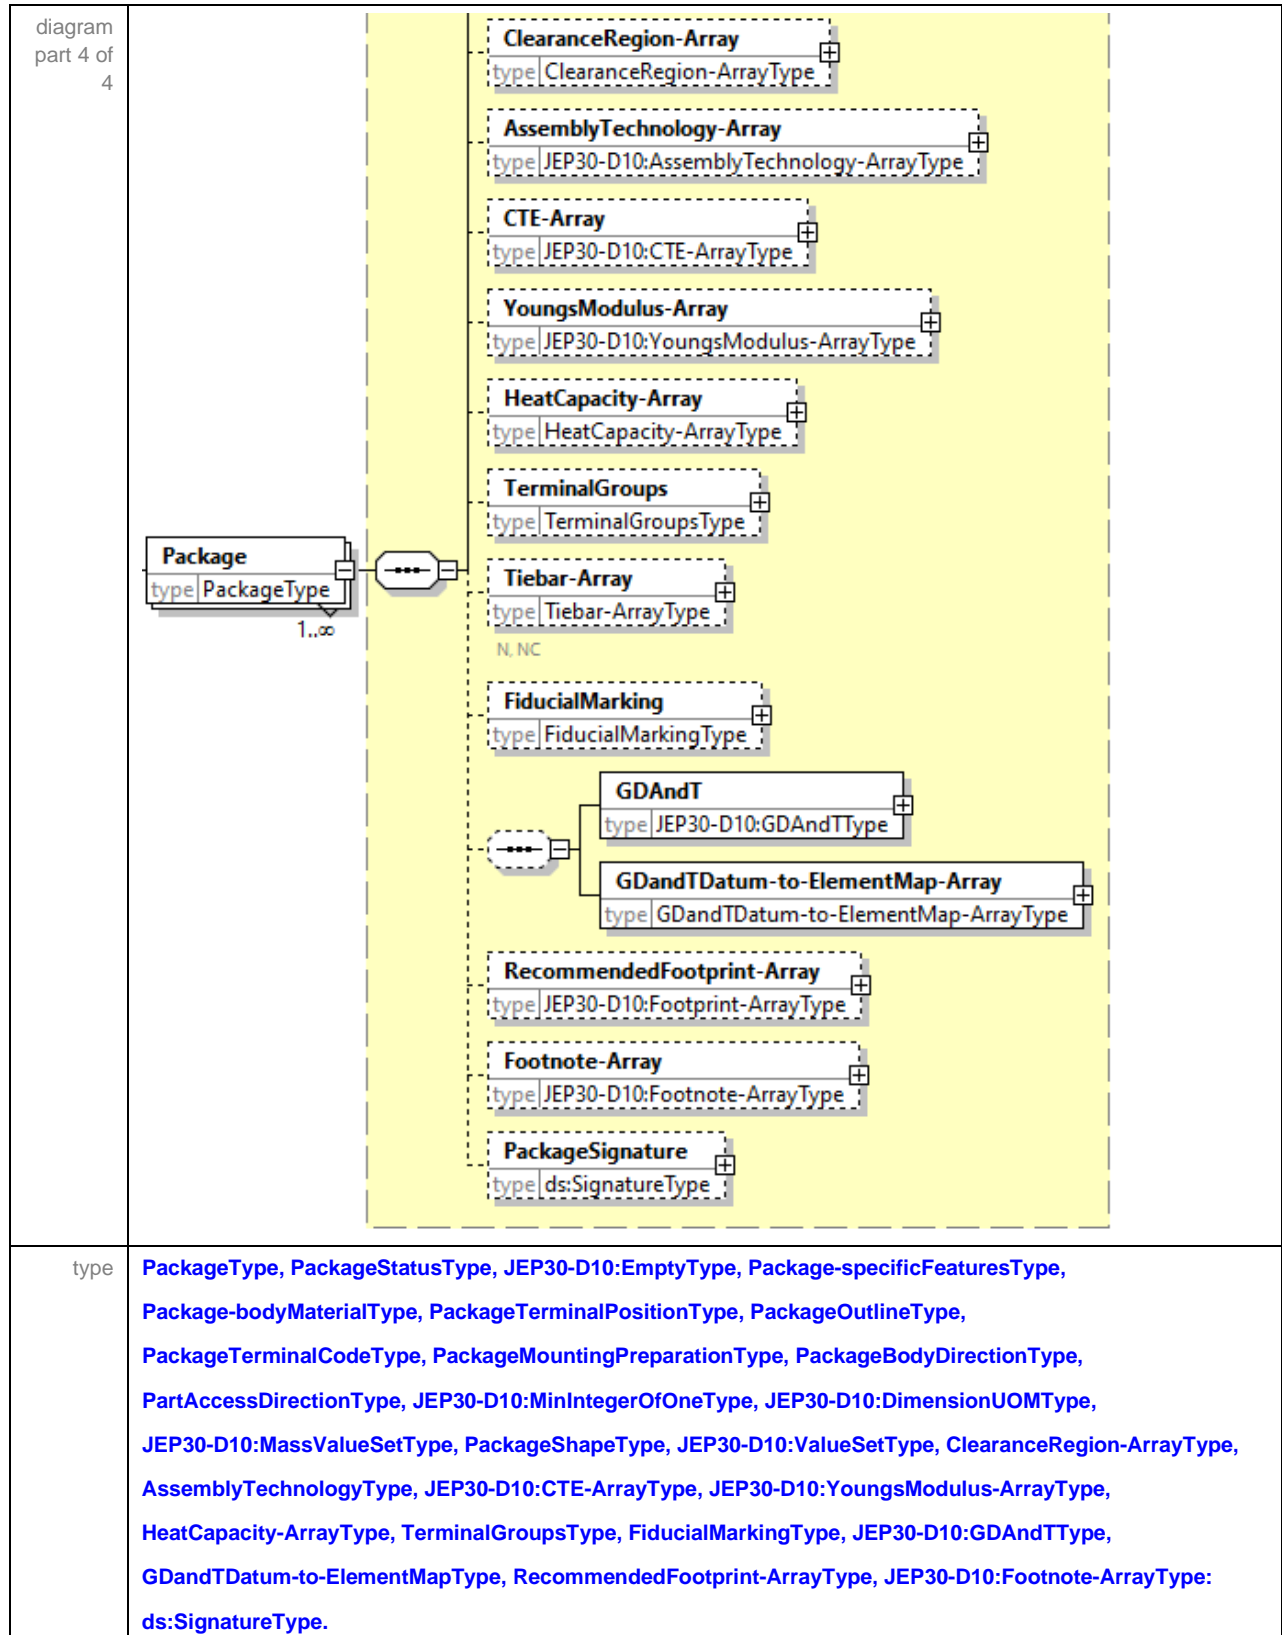 diagram
part 4 of
4
ClearanceRegion-Array
type ClearanceRegion-ArrayType
AssemblyTechnology-Array
type JEP30-D10:AssemblyTechnology-ArrayType
CTE-Array
type JEP30-D10:CTE-ArrayType
YoungsModulus-Array
type JEP30-D10:YoungsModulus-ArrayType
HeatCapacity-Array
type HeatCapacity-ArrayType
TerminalGroups
type TerminalGroupsType
Package
type PackageType
1..∞
Tiebar-Array
type Tiebar-ArrayType
N, NC
FiducialMarking
type FiducialMarkingType
GDAndT
type JEP30-D10:GDAndTType
GDandTDatum-to-ElementMap-Array
type GDandTDatum-to-ElementMap-ArrayType
RecommendedFootprint-Array
type JEP30-D10:Footprint-ArrayType
Footnote-Array
type JEP30-D10:Footnote-ArrayType
PackageSignature
type ds:SignatureType
type
PackageType, PackageStatusType, JEP30-D10:EmptyType, Package-specificFeaturesType,
Package-bodyMaterialType, PackageTerminalPositionType, PackageOutlineType,
PackageTerminalCodeType, PackageMountingPreparationType, PackageBodyDirectionType,
PartAccessDirectionType, JEP30-D10:MinIntegerOfOneType, JEP30-D10:DimensionUOMType,
JEP30-D10:MassValueSetType, PackageShapeType, JEP30-D10:ValueSetType, ClearanceRegion-ArrayType,
AssemblyTechnologyType, JEP30-D10:CTE-ArrayType, JEP30-D10:YoungsModulus-ArrayType,
HeatCapacity-ArrayType, TerminalGroupsType, FiducialMarkingType, JEP30-D10:GDAndTType,
GDandTDatum-to-ElementMapType, RecommendedFootprint-ArrayType, JEP30-D10:Footnote-ArrayType:
ds:SignatureType.